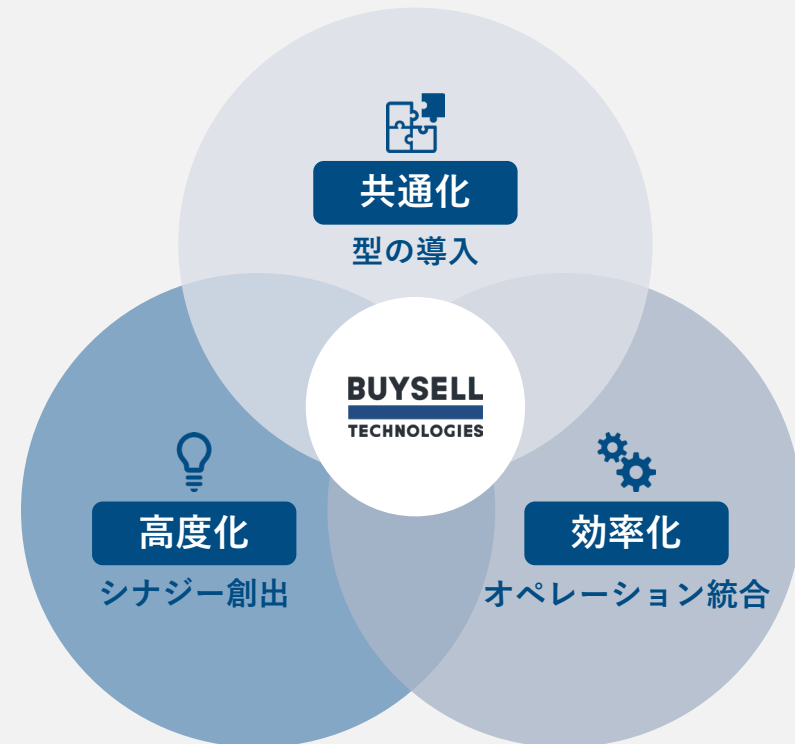 共通化
型の導入
BUYSELL
TECHNOLOGIES
高度化
シナジー創出
効率化
オペレーション統合